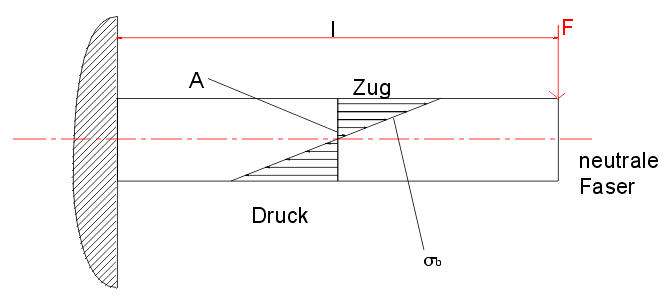 l
F
A
Zug
neutrale
Faser
Druck
σb